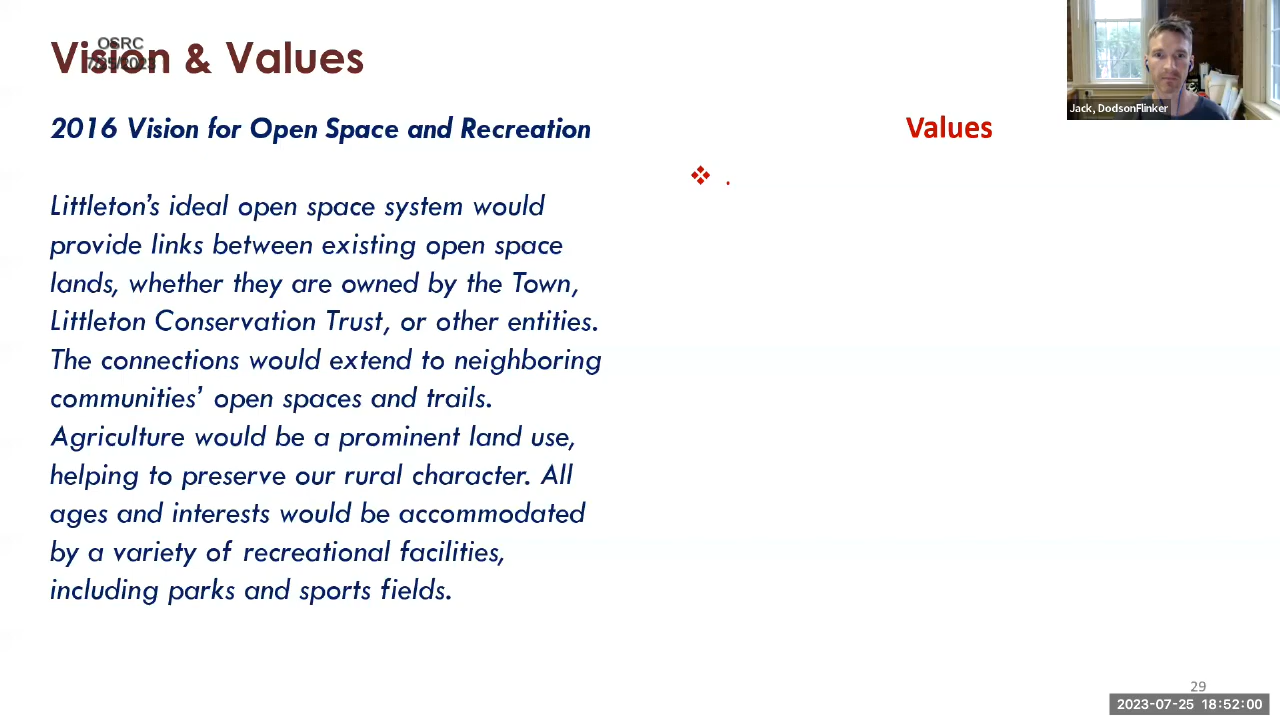 Vision & Values
OSRC
7/25/2023
2016 Vision for Open Space and Recreation
Littleton's ideal open space system would
provide links between existing open space
lands, whether they are owned by the Town,
Littleton Conservation Trust, or other entities.
The connections would extend to neighboring
communities' open spaces and trails.
Agriculture would be a prominent land use,
helping to preserve our rural character. All
ages and interests would be accommodated
by a variety of recreational facilities,
including parks and sports fields.
Values
❖ .
Jack, DodsonFlinker
29
2023-07-25 18:52:00